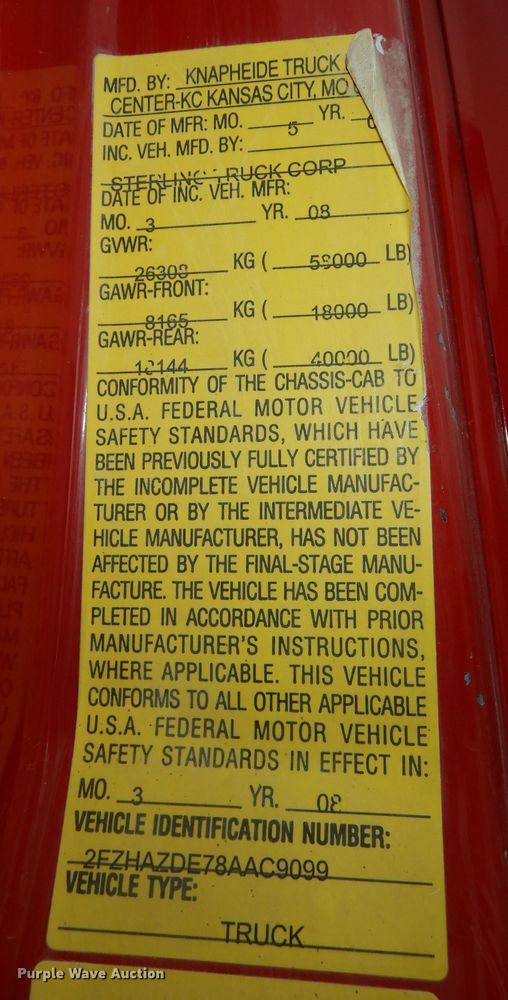 MFD. BY: KNAPHEIDE TRUCK
CENTER-KC KANSAS CITY, MO
DATE OF MFR: MO. 5 YR.
INC. VEH. MFD. BY:
STERLING TRUCK CORP
DATE OF INC. VEH. MFR:
MO. 3 YR. 08
GVWR:
26308 KG ( 58000 LB)
GAWR-FRONT:
8165 KG ( 18000 LB)
GAWR-REAR:
KG ( 40000 LB)
CONFORMITY OF THE CHASSIS-CAB TO
U.S.A. FEDERAL MOTOR VEHICLE
SAFETY STANDARDS, WHICH HAVE
BEEN PREVIOUSLY FULLY CERTIFIED BY
THE INCOMPLETE VEHICLE MANUFAC-
TURER OR BY THE INTERMEDIATE VE-
HICLE MANUFACTURER, HAS NOT BEEN
AFFECTED BY THE FINAL-STAGE MANU-
FACTURE. THE VEHICLE HAS BEEN COM-
PLETED IN ACCORDANCE WITH PRIOR
MANUFACTURER'S INSTRUCTIONS,
WHERE APPLICABLE. THIS VEHICLE
CONFORMS TO ALL OTHER APPLICABLE
U.S.A. FEDERAL MOTOR VEHICLE
SAFETY STANDARDS IN EFFECT IN:
MO. 3 YR. 08
VEHICLE IDENTIFICATION NUMBER:
2FZHAZDE78AAC9099
VEHICLE TYPE:
TRUCK
Purple Wave Auction